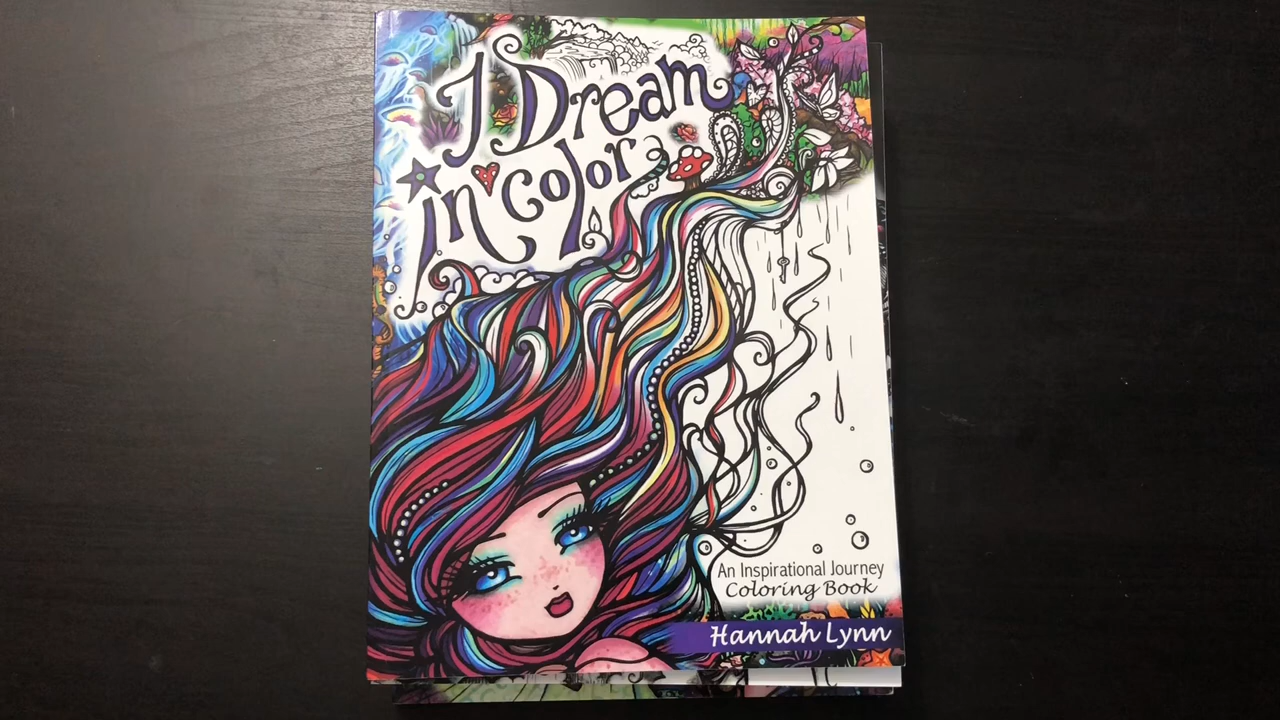 I Dream
in color
An Inspirational Journey
Coloring Book
Hannah Lynn